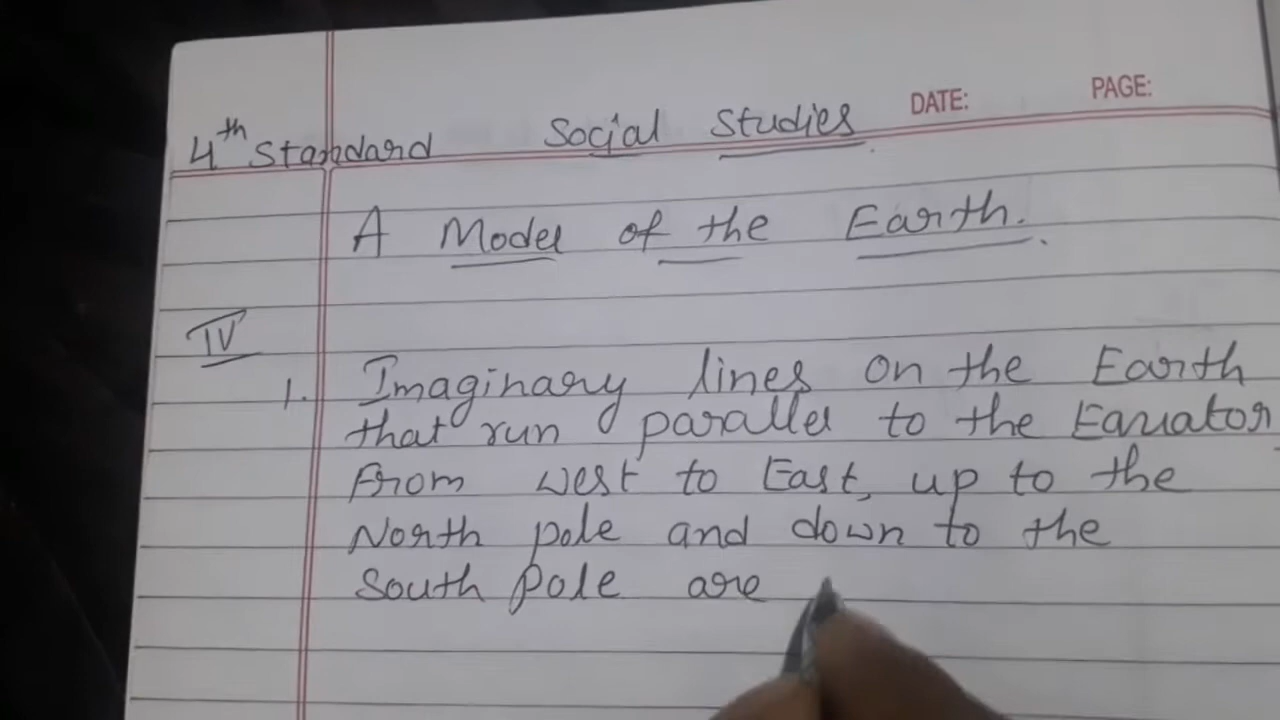 DATE: PAGE:
4th Standard Social Studies
A Model of the Earth.
IV
1. Imaginary lines on the Earth
that run parallel to the Equator
From west to East, up to the
North pole and down to the
South pole are